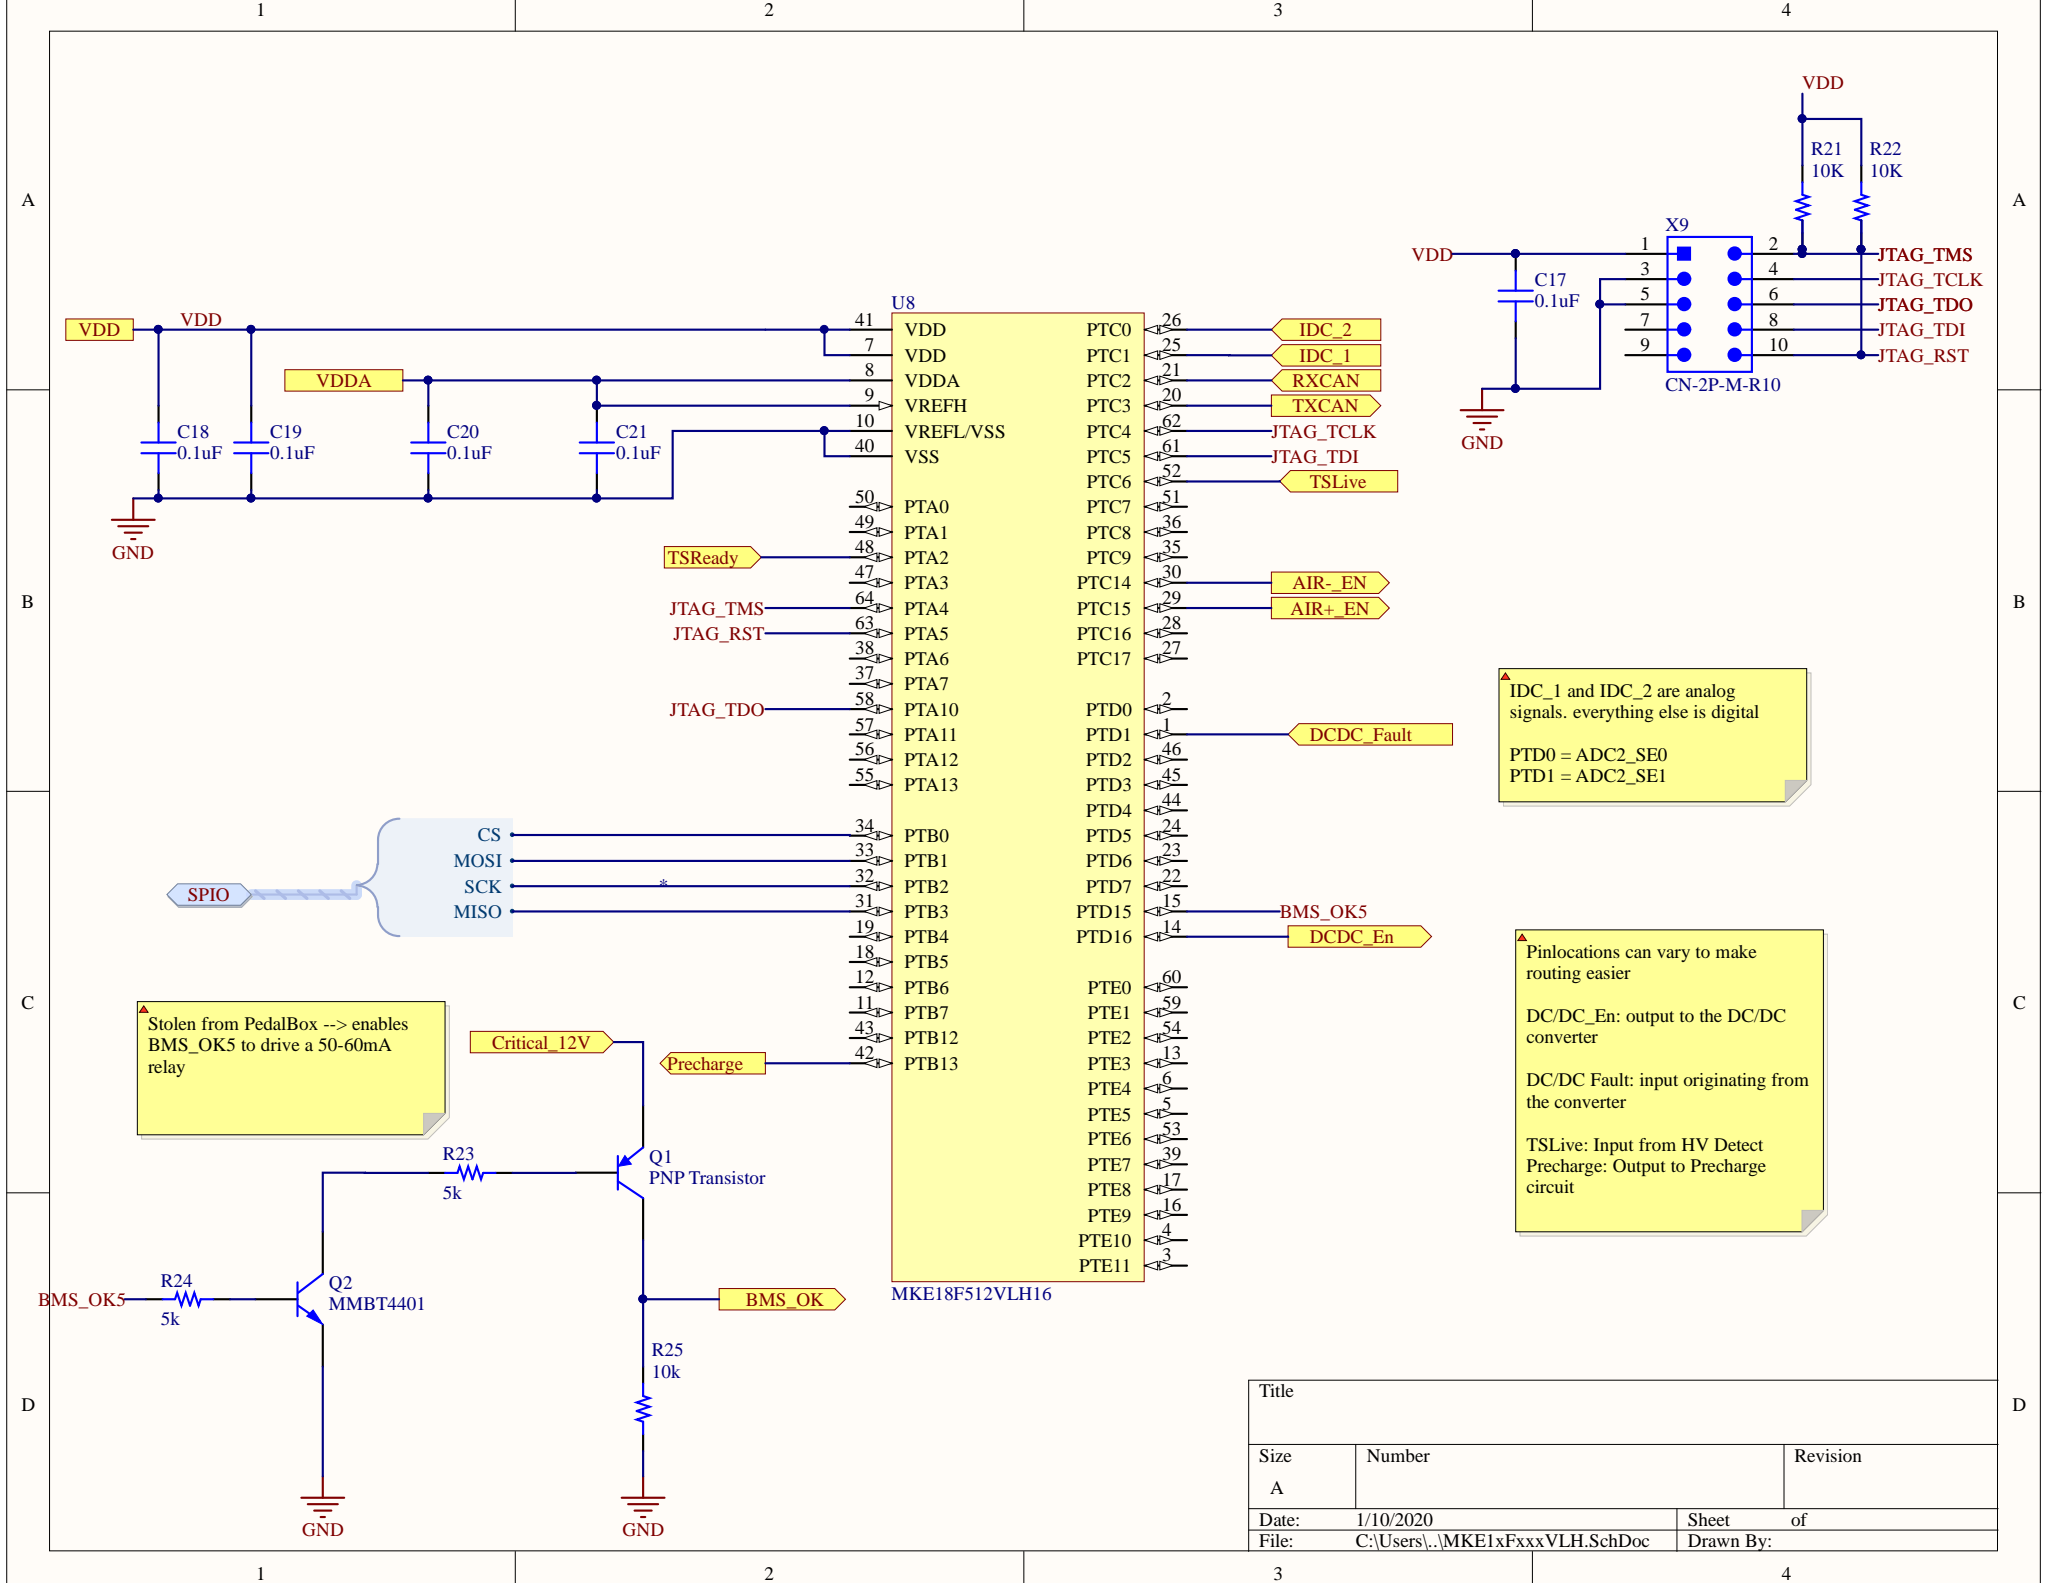 1 2 3 4
A A
B B
C C
D D
1 2 3 4
VDD
R21
10K
R22
10K
X9
VDD
1 2 JTAG_TMS
3 4 JTAG_TCLK
5 6 JTAG_TDO
7 8 JTAG_TDI
9 10 JTAG_RST
CN-2P-M-R10
C17
0.1uF
GND
VDD
VDD
VDDA
C18
0.1uF
C19
0.1uF
C20
0.1uF
C21
0.1uF
GND
U8
41 VDD
7 VDD
8 VDDA
9 VREFH
10 VREFL/VSS
40 VSS
50 PTA0
49 PTA1
TSReady 48 PTA2
47 PTA3
JTAG_TMS 64 PTA4
JTAG_RST 63 PTA5
38 PTA6
37 PTA7
JTAG_TDO 58 PTA10
57 PTA11
56 PTA12
55 PTA13
CS 34 PTB0
MOSI 33 PTB1
SCK * 32 PTB2
MISO 31 PTB3
SPIO
19 PTB4
18 PTB5
12 PTB6
11 PTB7
43 PTB12
Precharge 42 PTB13
PTC0 26 IDC_2
PTC1 25 IDC_1
PTC2 21 RXCAN
PTC3 20 TXCAN
PTC4 62 JTAG_TCLK
PTC5 61 JTAG_TDI
PTC6 52 TSLive
PTC7 51
PTC8 36
PTC9 35
PTC14 30 AIR-_EN
PTC15 29 AIR+_EN
PTC16 28
PTC17 27
PTD0 2
PTD1 1 DCDC_Fault
PTD2 46
PTD3 45
PTD4 44
PTD5 24
PTD6 23
PTD7 22
PTD15 15 BMS_OK5
PTD16 14 DCDC_En
PTE0 60
PTE1 59
PTE2 54
PTE3 13
PTE4 6
PTE5 5
PTE6 53
PTE7 39
PTE8 17
PTE9 16
PTE10 4
PTE11 3
MKE18F512VLH16
IDC_1 and IDC_2 are analog
signals. everything else is digital
PTD0 = ADC2_SE0
PTD1 = ADC2_SE1
Pinlocations can vary to make
routing easier
DC/DC_En: output to the DC/DC
converter
DC/DC Fault: input originating from
the converter
TSLive: Input from HV Detect
Precharge: Output to Precharge
circuit
Stolen from PedalBox --> enables
BMS_OK5 to drive a 50-60mA
relay
Critical_12V
R23
5k
Q1
PNP Transistor
BMS_OK5
R24
5k
Q2
MMBT4401
BMS_OK
R25
10k
GND
GND
Title
Size Number Revision
A
Date: 1/10/2020 Sheet of
File: C:\Users\..\MKE1xFxxxVLH.SchDoc Drawn By: